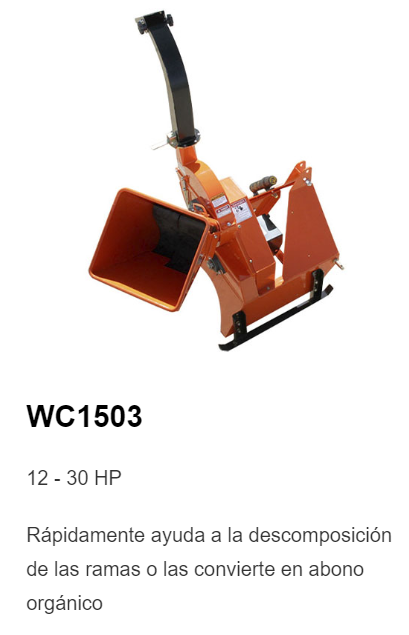 WC1503
12 - 30 HP
Rápidamente ayuda a la descomposición
de las ramas o las convierte en abono
orgánico